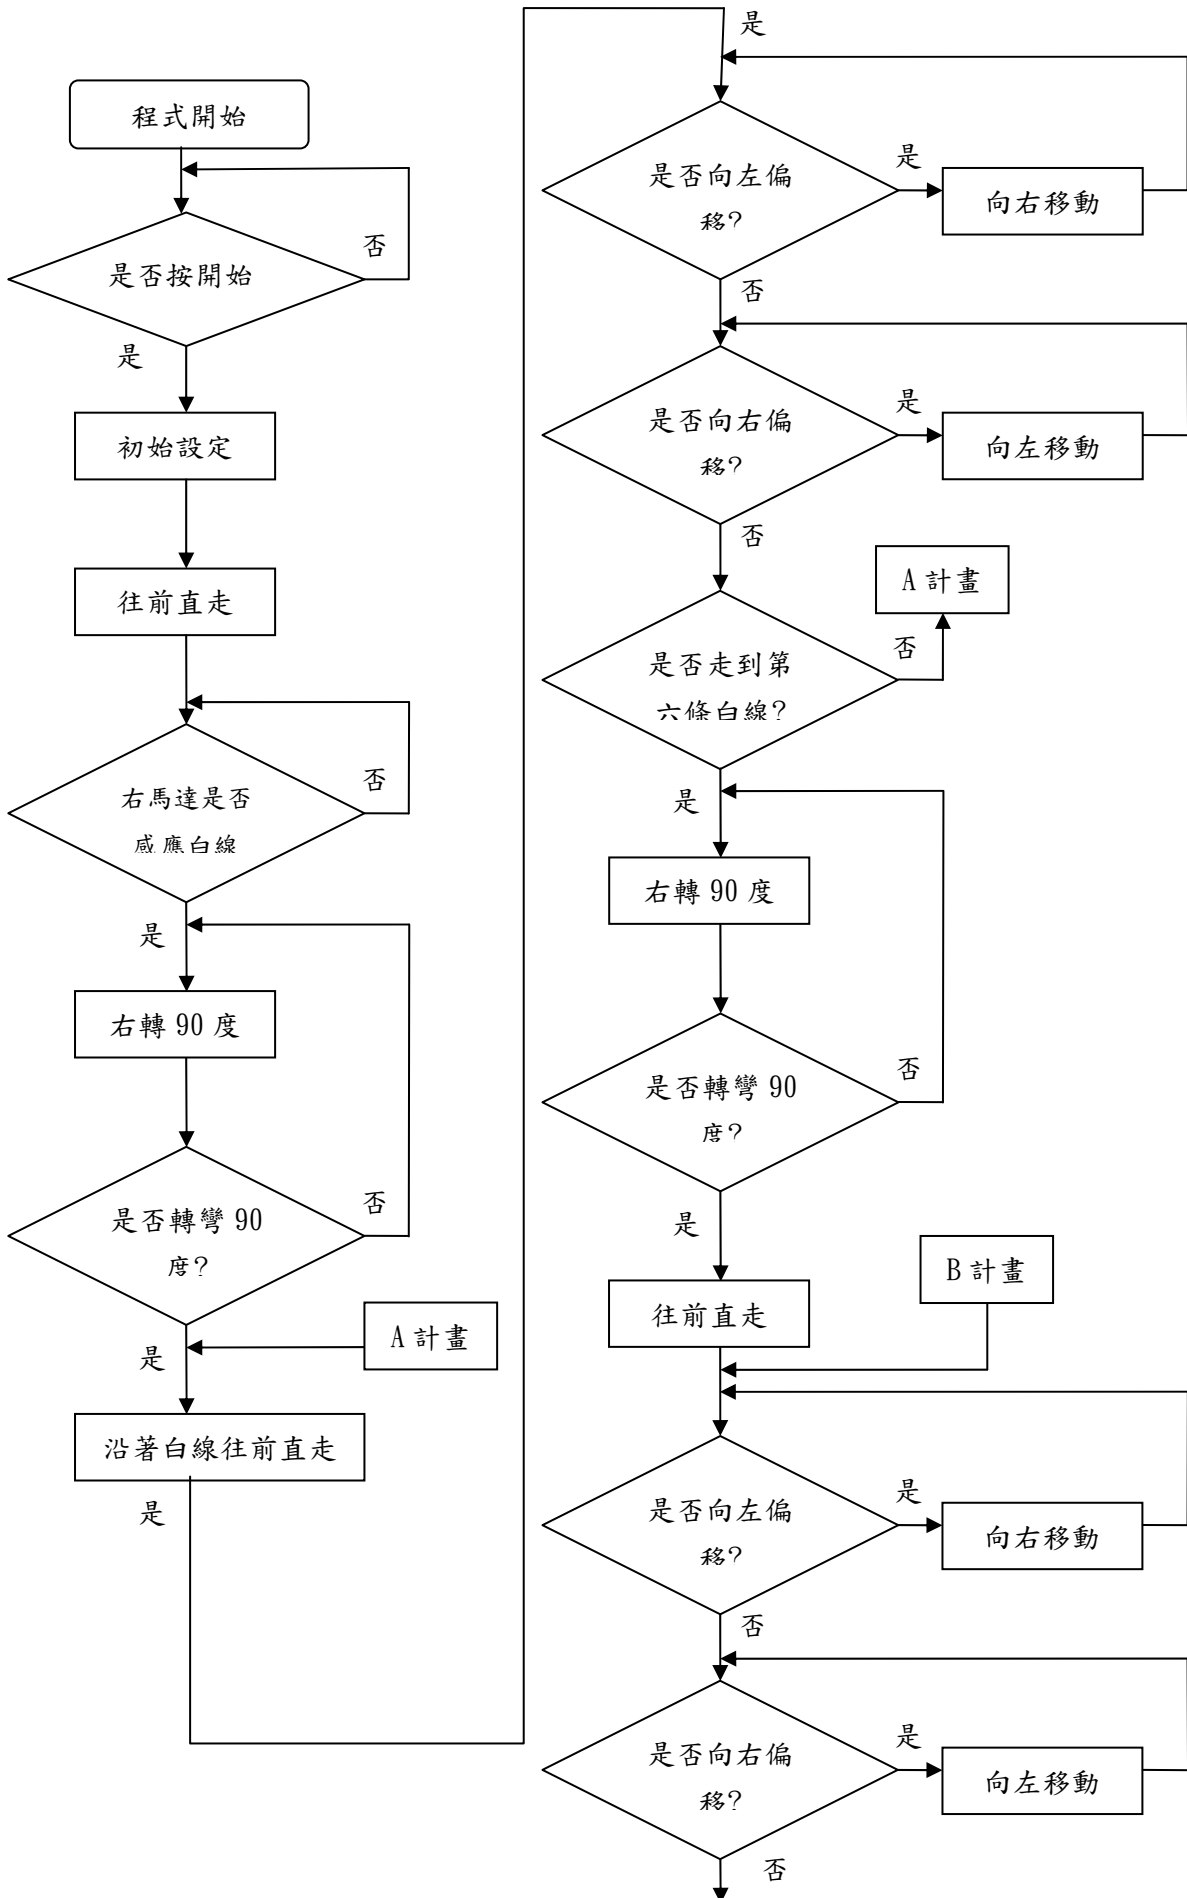 程式開始
否
是否按開始
是
初始設定
往前直走
否
右馬達是否
感應白線
是
右轉 90 度
否
是否轉彎 90
度?
A 計畫
是
沿著白線往前直走
是
是
是否向左偏
移?
是
向右移動
否
是否向右偏
移?
是
向左移動
否
A 計畫
是否走到第
六條白線?
否
是
右轉 90 度
否
是否轉彎 90
度?
是
B 計畫
往前直走
是否向左偏
移?
是
向右移動
否
是否向右偏
移?
是
向左移動
否